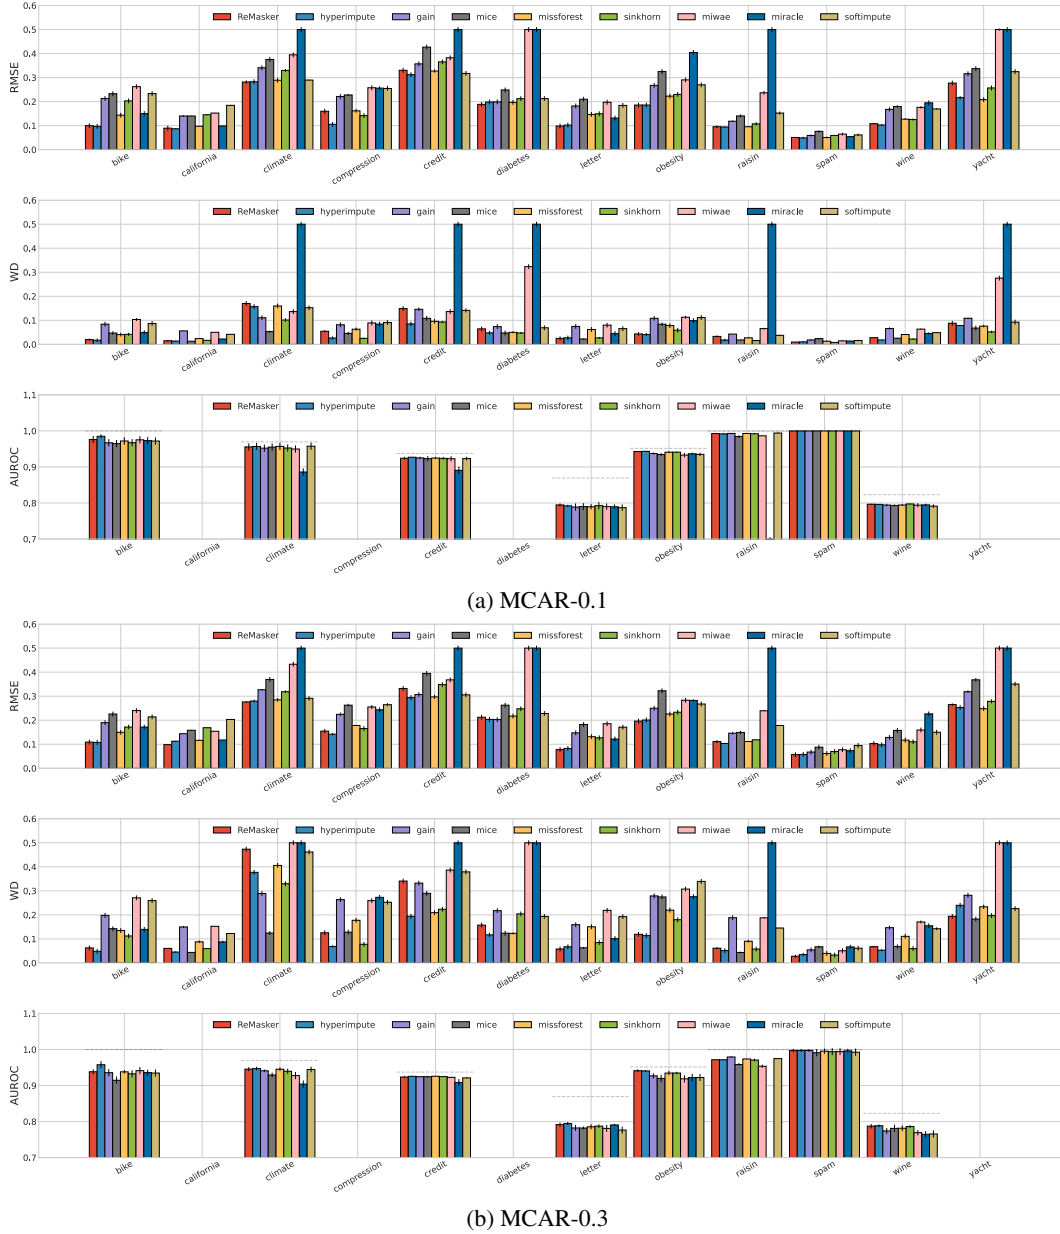 0.6
0.5
0.4
0.3
0.2
0.1
0.0
RMSE
ReMasker hyperimpute gain mice missforest sinkhorn miwae miracle softimpute
bike california climate compression credit diabetes letter obesity raisin spam wine yacht
0.6
0.5
0.4
0.3
0.2
0.1
0.0
WD
ReMasker hyperimpute gain mice missforest sinkhorn miwae miracle softimpute
bike california climate compression credit diabetes letter obesity raisin spam wine yacht
1.1
1.0
0.9
0.8
0.7
AUROC
ReMasker hyperimpute gain mice missforest sinkhorn miwae miracle softimpute
bike california climate compression credit diabetes letter obesity raisin spam wine yacht
(a) MCAR-0.1
0.6
0.5
0.4
0.3
0.2
0.1
0.0
RMSE
ReMasker hyperimpute gain mice missforest sinkhorn miwae miracle softimpute
bike california climate compression credit diabetes letter obesity raisin spam wine yacht
0.6
0.5
0.4
0.3
0.2
0.1
0.0
WD
ReMasker hyperimpute gain mice missforest sinkhorn miwae miracle softimpute
bike california climate compression credit diabetes letter obesity raisin spam wine yacht
1.1
1.0
0.9
0.8
0.7
AUROC
ReMasker hyperimpute gain mice missforest sinkhorn miwae miracle softimpute
bike california climate compression credit diabetes letter obesity raisin spam wine yacht
(b) MCAR-0.3